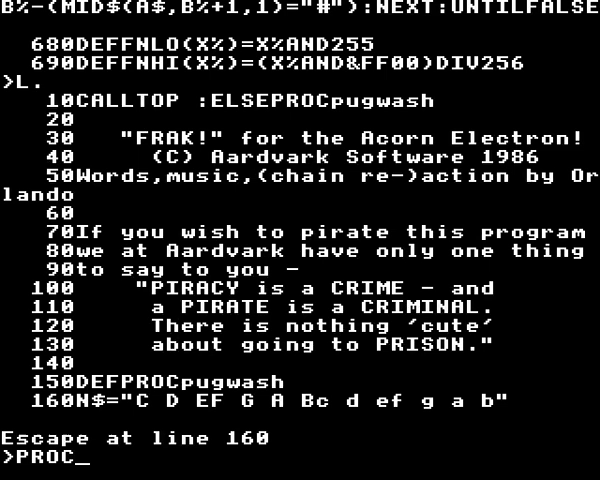 B%-(MID$(A$,B%+1,1)="#"):NEXT:UNTILFALSE
680DEFFNLO(X%)=X%AND255
690DEFFNHI(X%)=(X%AND&FF00)DIV256
>L.
10CALLTOP :ELSEPROCpugwash
20
30   "FRAK!" for the Acorn Electron!
40     (C) Aardvark Software 1986
50Words,music,(chain re-)action by Or
lando
60
70If you wish to pirate this program
80we at Aardvark have only one thing
90to say to you -
100    "PIRACY is a CRIME - and
110     a PIRATE is a CRIMINAL.
120     There is nothing 'cute'
130     about going to PRISON."
140
150DEFPROCpugwash
160N$="C D EF G A Bc d ef g a b"
Escape at line 160
>PROC_